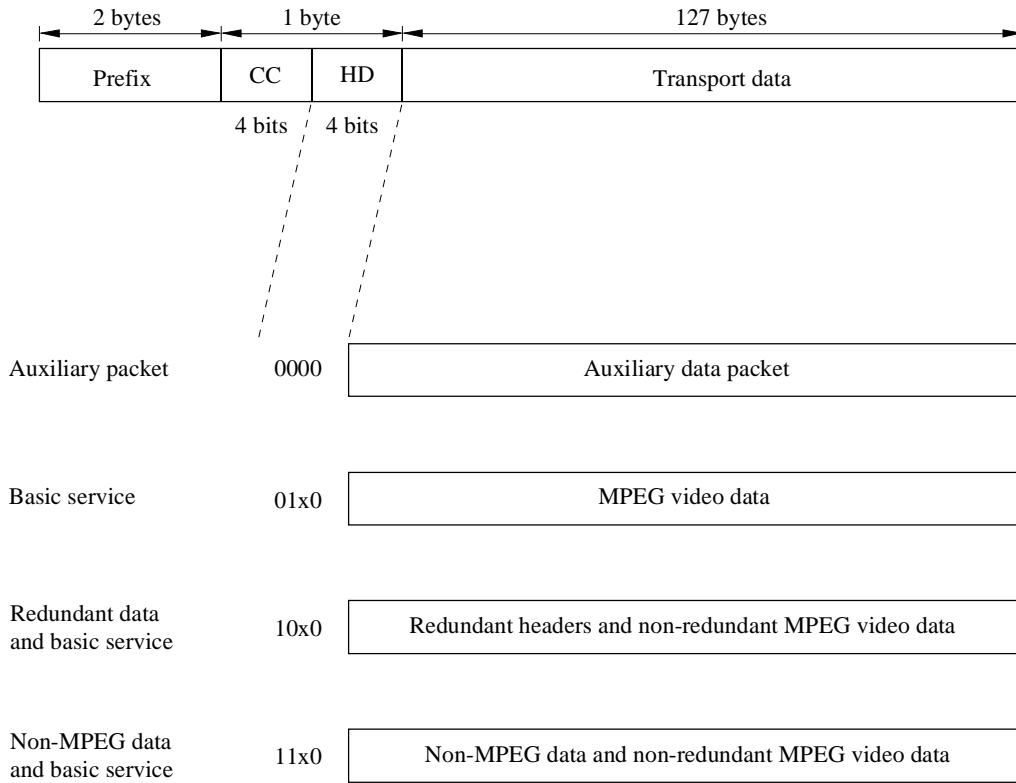 2 bytes 1 byte 127 bytes
Prefix CC HD Transport data
4 bits 4 bits
Auxiliary packet 0000 Auxiliary data packet
Basic service 01x0 MPEG video data
Redundant data
and basic service 10x0 Redundant headers and non-redundant MPEG video data
Non-MPEG data
and basic service 11x0 Non-MPEG data and non-redundant MPEG video data